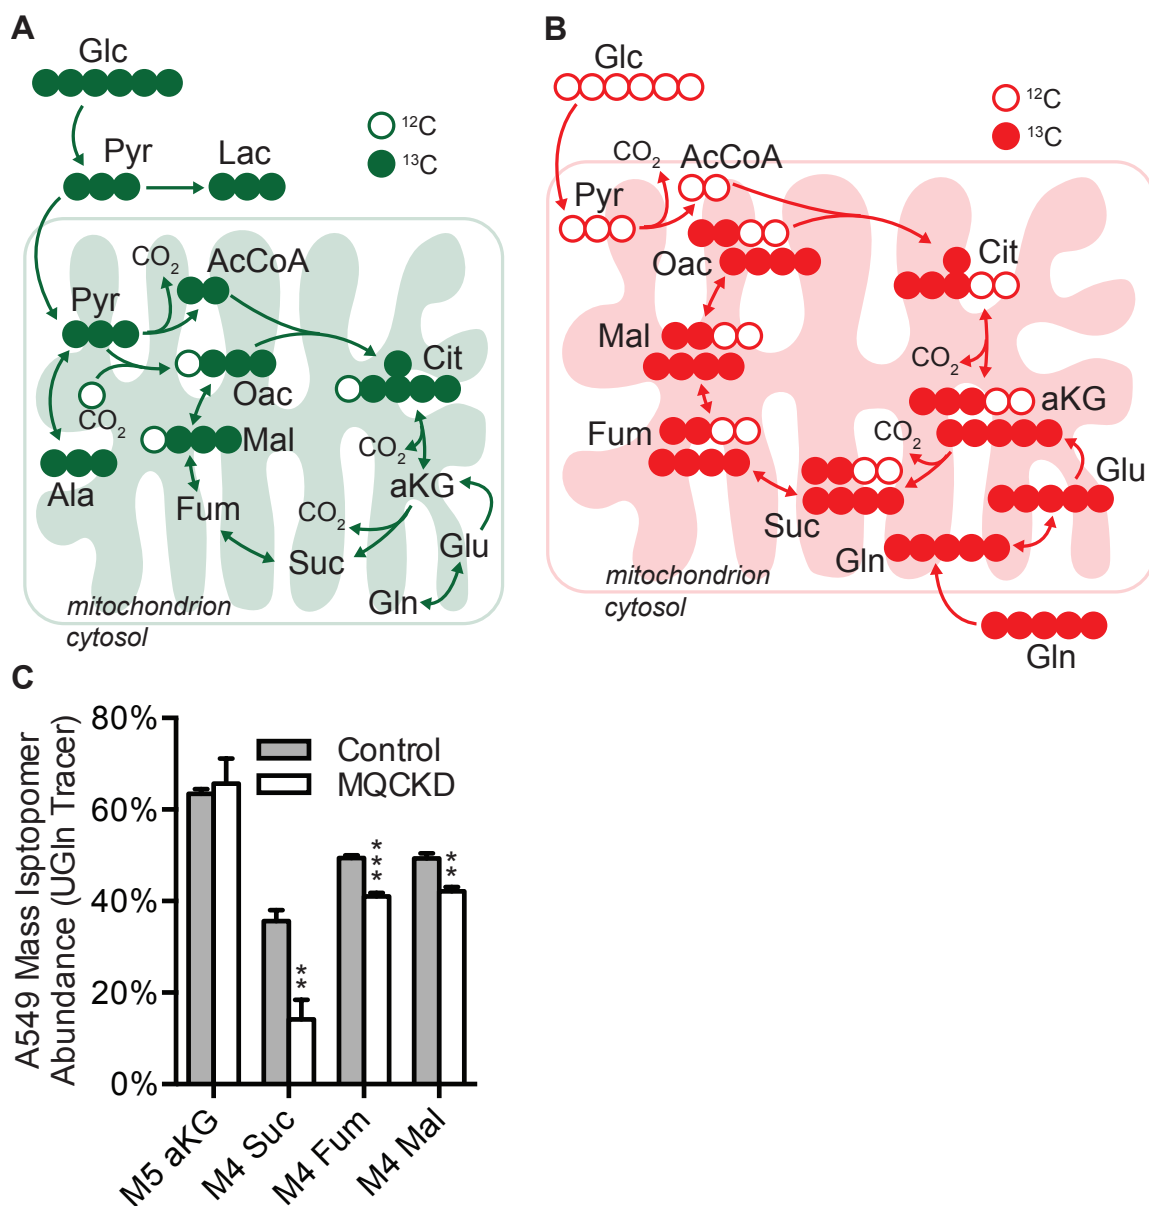 A
Glc
12C
13C
Pyr
Lac
CO2
AcCoA
Pyr
Cit
Oac
CO2
CO2
Mal
aKG
Ala
Fum
CO2
Glu
Suc
Gln
mitochondrion
cytosol
B
Glc
12C
13C
CO2
AcCoA
Pyr
Cit
Oac
Mal
CO2
aKG
Fum
CO2
Glu
Suc
Gln
mitochondrion
cytosol
Gln
C
A549 Mass Isptopomer
Abundance (UGln Tracer)
80%
60%
40%
20%
0%
Control
MQCKD
**
***
**
M5 aKG
M4 Suc
M4 Fum
M4 Mal